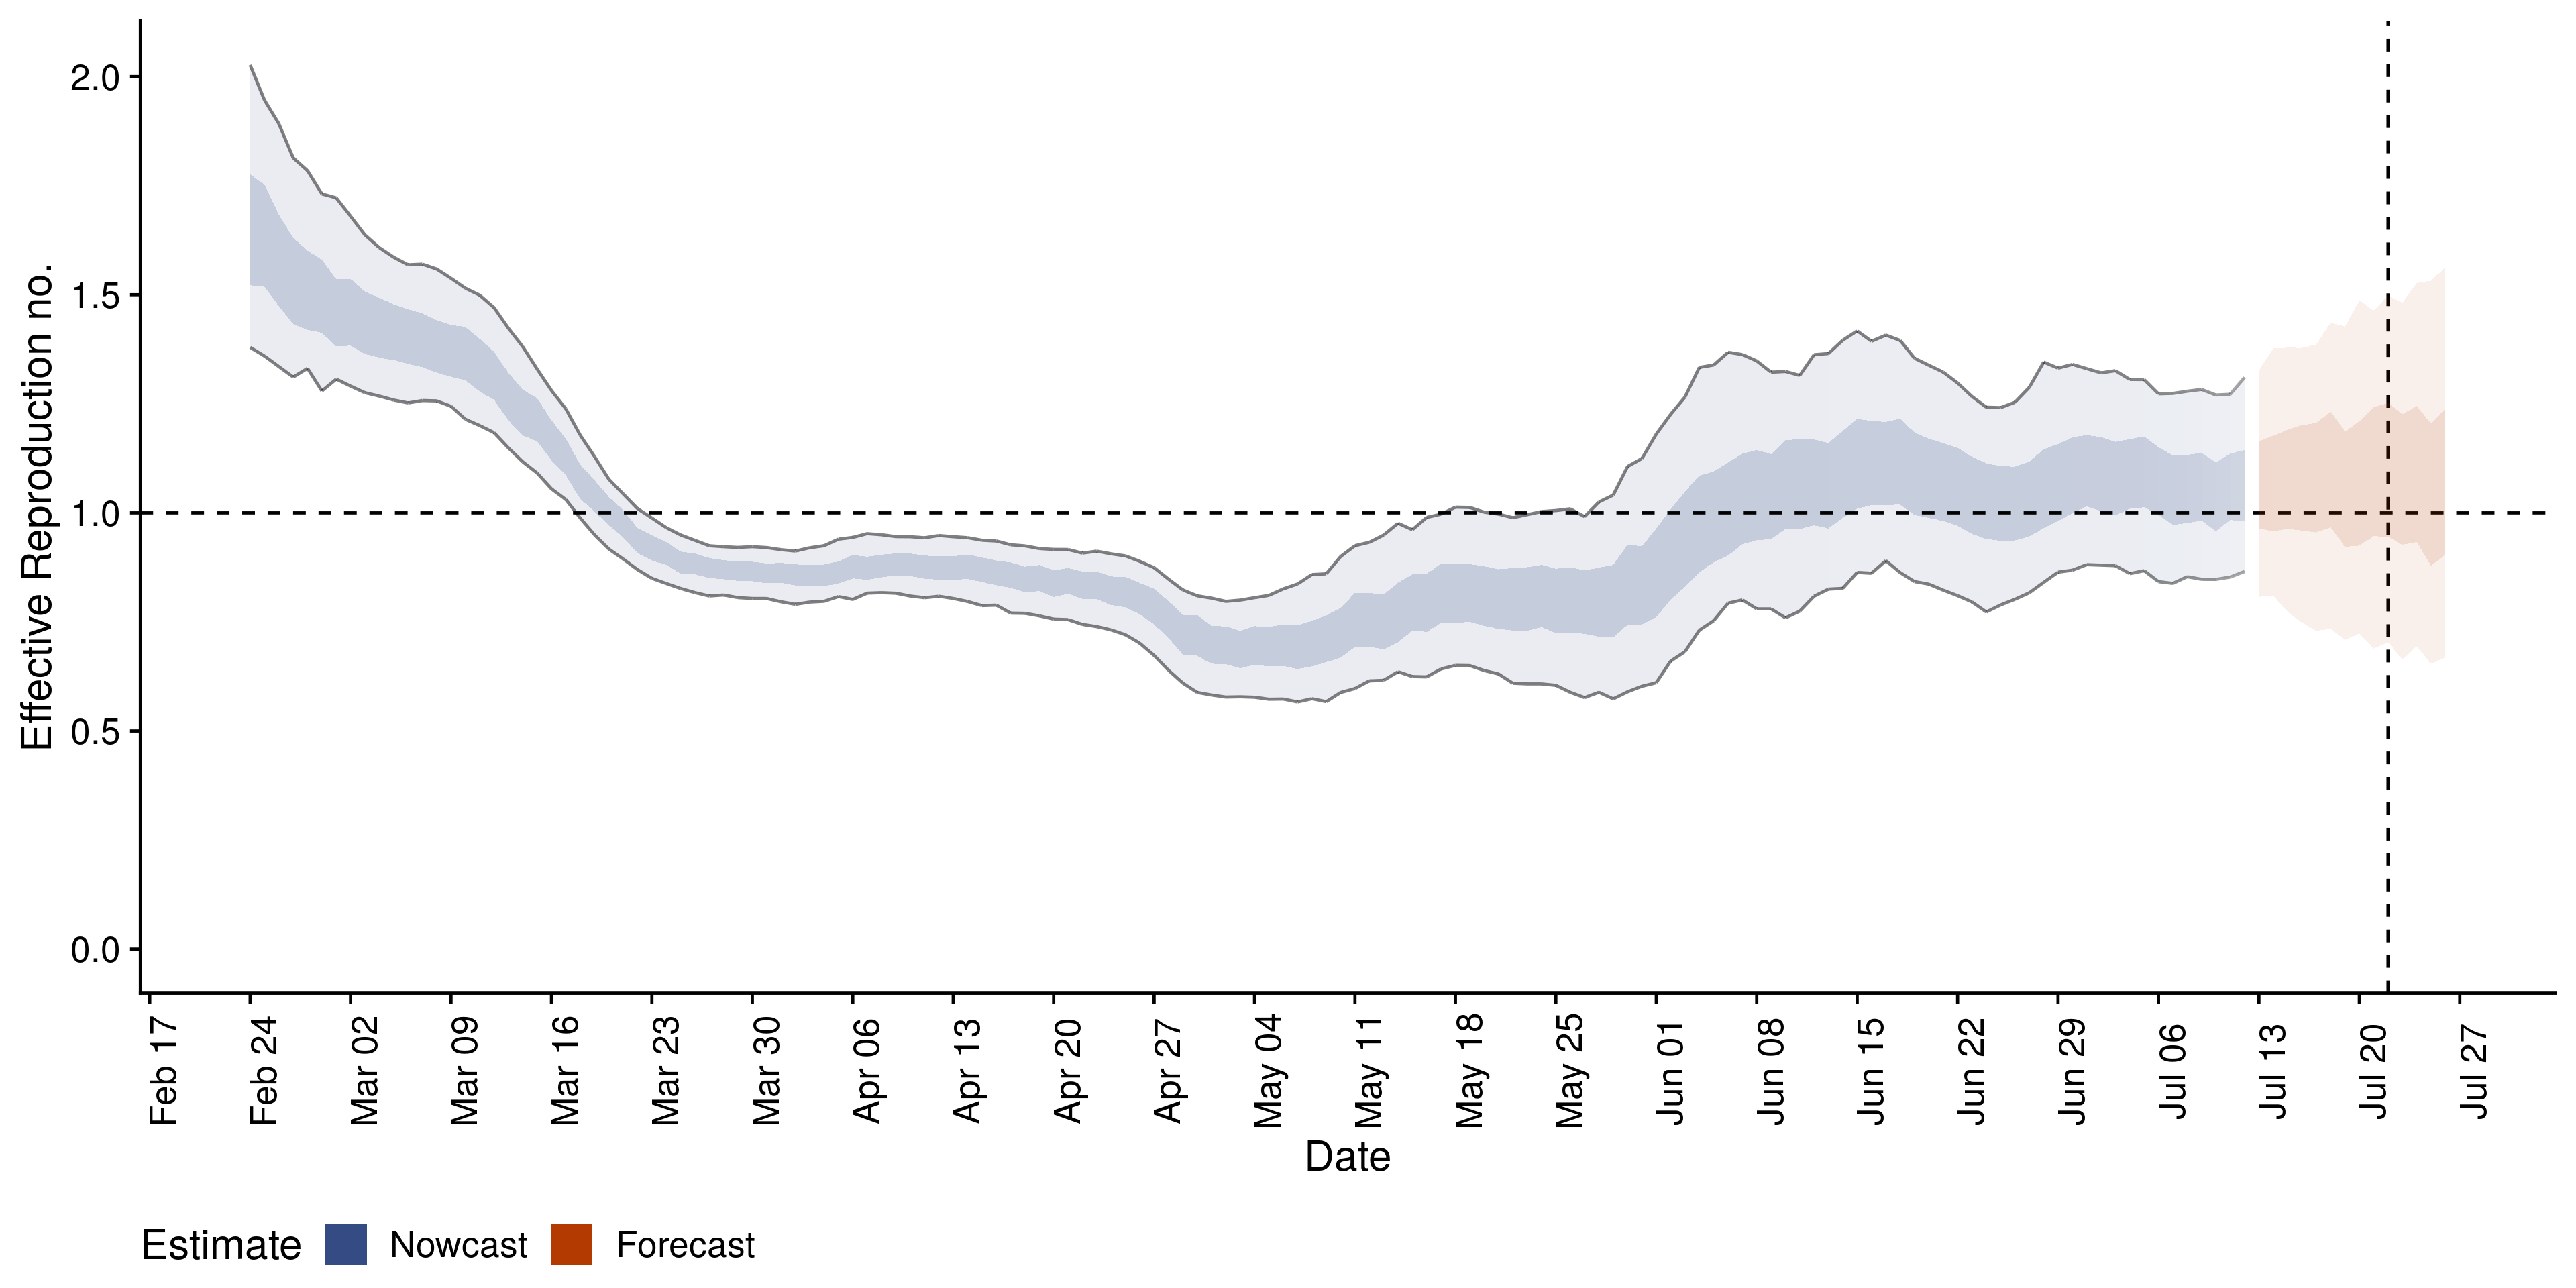 Effective Reproduction no.
2.0
1.5
1.0
0.5
0.0
Feb 17
Feb 24
Mar 02
Mar 09
Mar 16
Mar 23
Mar 30
Apr 06
Apr 13
Apr 20
Apr 27
May 04
May 11
May 18
May 25
Jun 01
Jun 08
Jun 15
Jun 22
Jun 29
Jul 06
Jul 13
Jul 20
Jul 27
Date
Estimate Nowcast Forecast